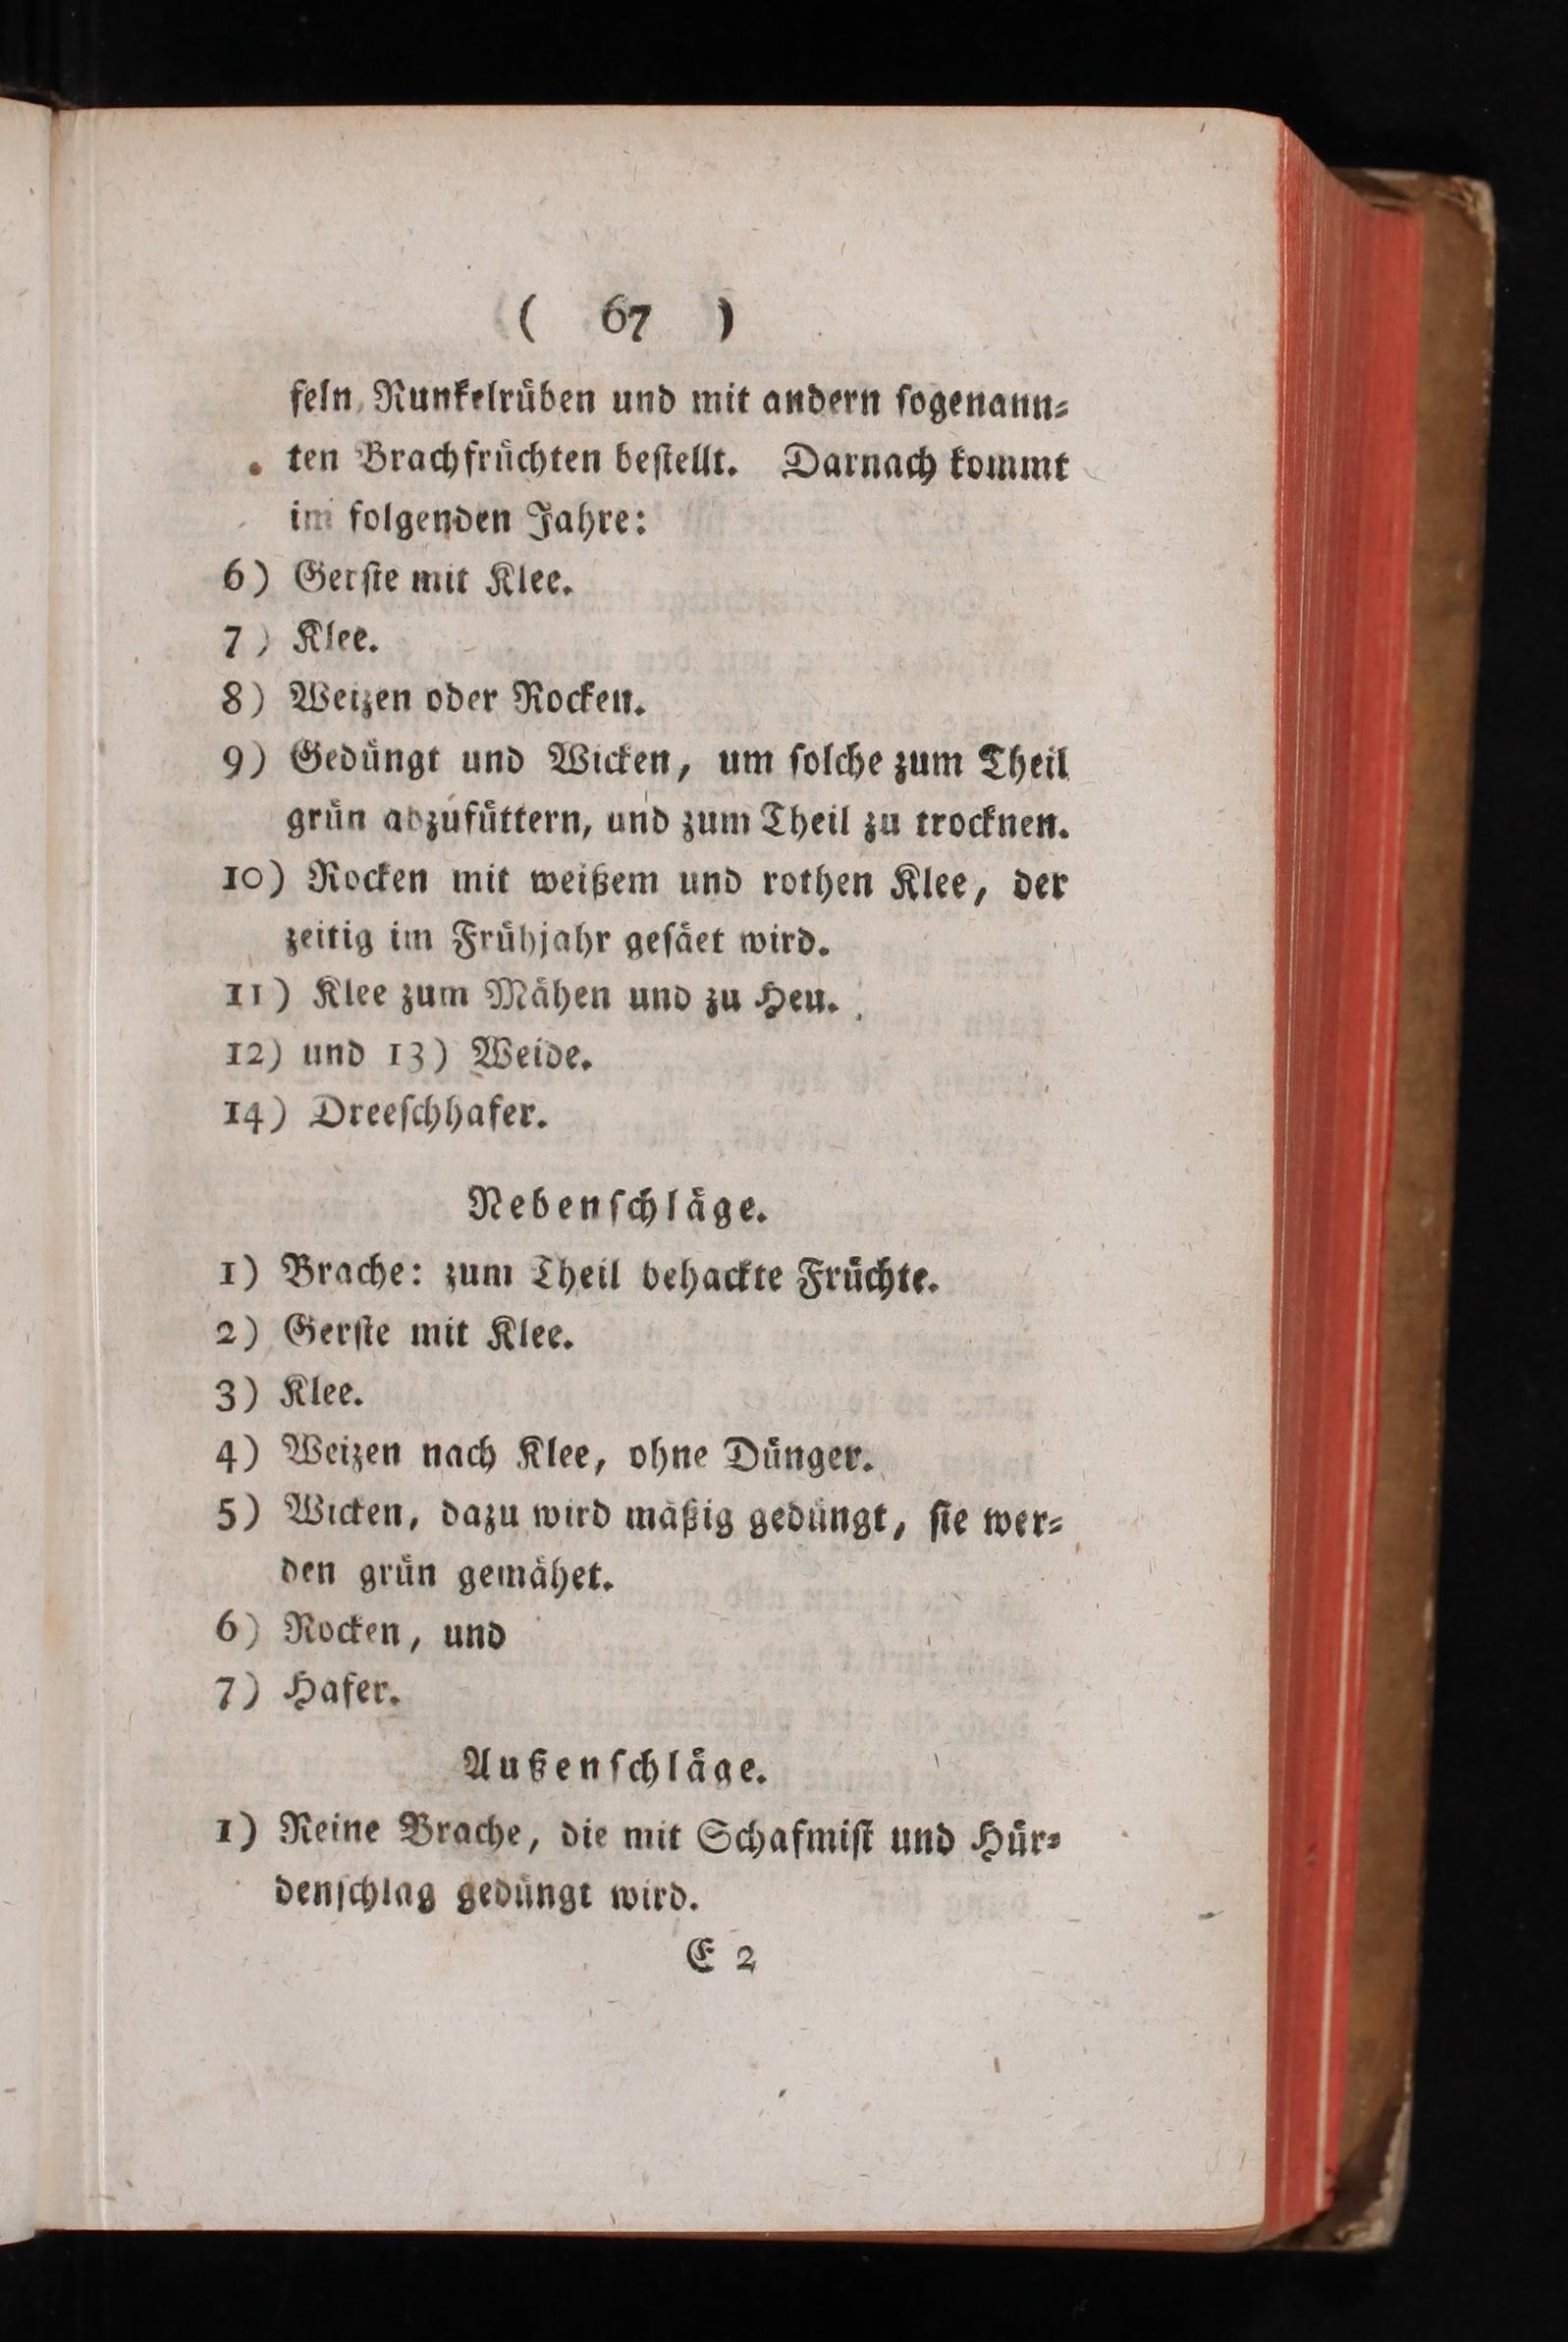 ( 67 )
feln, Runkelrüben und mit andern sogenann⸗
ten Brachfrüchten bestellt. Darnach kommt
im folgenden Jahre:
6) Gerste mit Klee.
7) Klee.
8) Weizen oder Rocken.
9) Gedüngt und Wicken, um solche zum Theil
grün abzufüttern, und zum Theil zu trocknen.
10) Rocken mit weißem und rothen Klee, der
zeitig im Frühjahr gesäet wird.
11) Klee zum Mähen und zu Heu.
12) und 13) Weide.
14) Dreeschhafer.
Nebenschläge.
1) Brache: zum Theil behackte Früchte.
2) Gerste mit Klee.
3) Klee.
4) Weizen nach Klee, ohne Dünger.
5) Wicken, dazu wird mäßig gedüngt, sie wer⸗
den grün gemähet.
6) Rocken, und
7) Hafer.
Außenschläge.
1) Reine Brache, die mit Schafmist und Hür⸗
denschlag gedüngt wird.
E 2